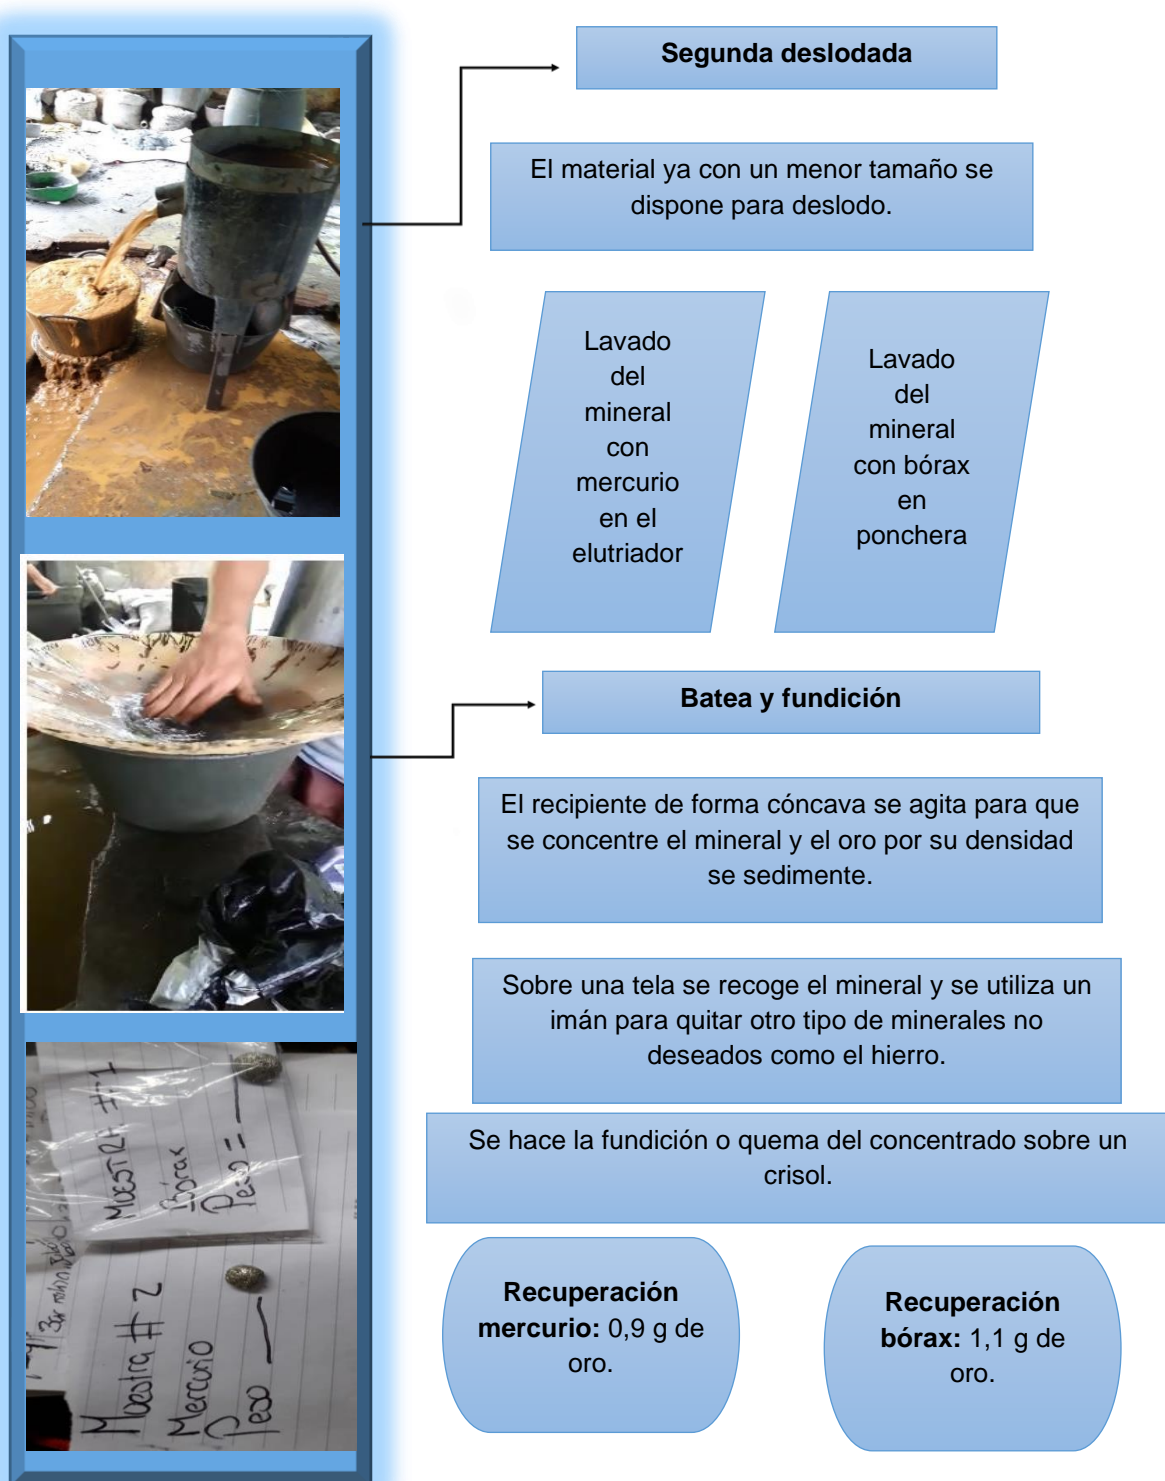 Segunda deslodada
El material ya con un menor tamaño se
dispone para deslodo.
Lavado
del
mineral
con
mercurio
en el
elutriador
Lavado
del
mineral
con bórax
en
ponchera
Batea y fundición
El recipiente de forma cóncava se agita para que
se concentre el mineral y el oro por su densidad
se sedimente.
Sobre una tela se recoge el mineral y se utiliza un
imán para quitar otro tipo de minerales no
deseados como el hierro.
Se hace la fundición o quema del concentrado sobre un
crisol.
MUESTRA #1
Bórax
Peso =
Muestra #2
Mercurio
Peso
Recuperación
mercurio: 0,9 g de
oro.
Recuperación
bórax: 1,1 g de
oro.